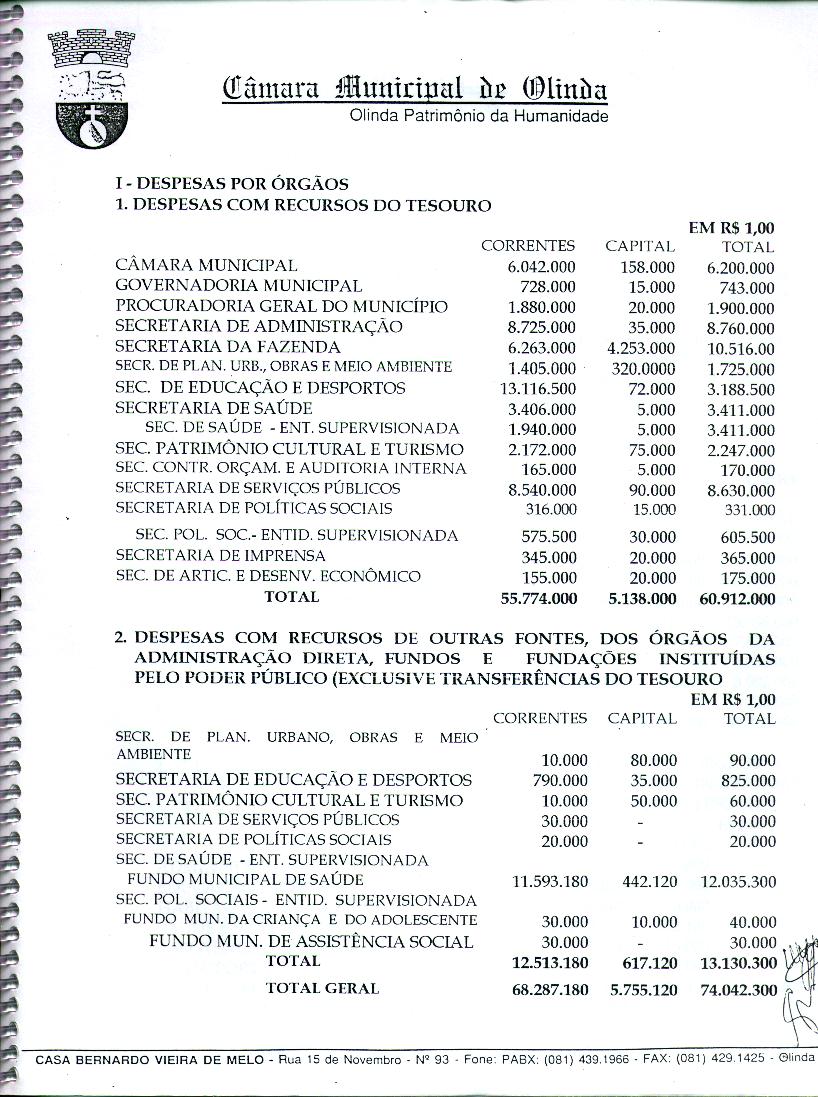 Câmara Municipal de Olinda
Olinda Patrimônio da Humanidade
I - DESPESAS POR ÓRGÃOS
1. DESPESAS COM RECURSOS DO TESOURO
EM R$ 1,00
CORRENTES CAPITAL TOTAL
CÂMARA MUNICIPAL 6.042.000 158.000 6.200.000
GOVERNADORIA MUNICIPAL 728.000 15.000 743.000
PROCURADORIA GERAL DO MUNICÍPIO 1.880.000 20.000 1.900.000
SECRETARIA DE ADMINISTRAÇÃO 8.725.000 35.000 8.760.000
SECRETARIA DA FAZENDA 6.263.000 4.253.000 10.516.00
SECR. DE PLAN. URB., OBRAS E MEIO AMBIENTE 1.405.000 320.0000 1.725.000
SEC. DE EDUCAÇÃO E DESPORTOS 13.116.500 72.000 3.188.500
SECRETARIA DE SAÚDE 3.406.000 5.000 3.411.000
SEC. DE SAÚDE - ENT. SUPERVISIONADA 1.940.000 5.000 3.411.000
SEC. PATRIMÔNIO CULTURAL E TURISMO 2.172.000 75.000 2.247.000
SEC. CONTR. ORÇAM. E AUDITORIA INTERNA 165.000 5.000 170.000
SECRETARIA DE SERVIÇOS PÚBLICOS 8.540.000 90.000 8.630.000
SECRETARIA DE POLÍTICAS SOCIAIS 316.000 15.000 331.000
SEC. POL. SOC.- ENTID. SUPERVISIONADA 575.500 30.000 605.500
SECRETARIA DE IMPRENSA 345.000 20.000 365.000
SEC. DE ARTIC. E DESENV. ECONÔMICO 155.000 20.000 175.000
TOTAL 55.774.000 5.138.000 60.912.000
2. DESPESAS COM RECURSOS DE OUTRAS FONTES, DOS ÓRGÃOS DA
ADMINISTRAÇÃO DIRETA, FUNDOS E FUNDAÇÕES INSTITUÍDAS
PELO PODER PÚBLICO (EXCLUSIVE TRANSFERÊNCIAS DO TESOURO
EM R$ 1,00
CORRENTES CAPITAL TOTAL
SECR. DE PLAN. URBANO, OBRAS E MEIO
AMBIENTE 10.000 80.000 90.000
SECRETARIA DE EDUCAÇÃO E DESPORTOS 790.000 35.000 825.000
SEC. PATRIMÔNIO CULTURAL E TURISMO 10.000 50.000 60.000
SECRETARIA DE SERVIÇOS PÚBLICOS 30.000 - 30.000
SECRETARIA DE POLÍTICAS SOCIAIS 20.000 - 20.000
SEC. DE SAÚDE - ENT. SUPERVISIONADA
FUNDO MUNICIPAL DE SAÚDE 11.593.180 442.120 12.035.300
SEC. POL. SOCIAIS - ENTID. SUPERVISIONADA
FUNDO MUN. DA CRIANÇA E DO ADOLESCENTE 30.000 10.000 40.000
FUNDO MUN. DE ASSISTÊNCIA SOCIAL 30.000 - 30.000
TOTAL 12.513.180 617.120 13.130.300
TOTAL GERAL 68.287.180 5.755.120 74.042.300
CASA BERNARDO VIEIRA DE MELO - Rua 15 de Novembro - Nº 93 - Fone: PABX: (081) 439.1966 - FAX: (081) 429.1425 - Olinda